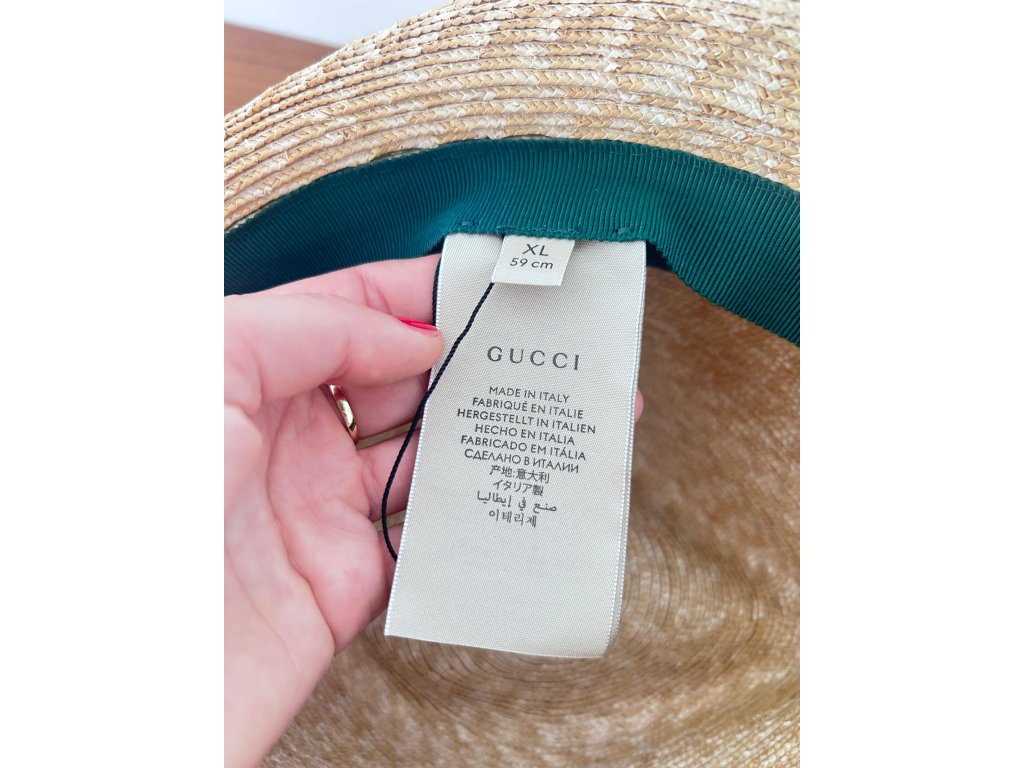 XL
59 cm
GUCCI
MADE IN ITALY
FABRIQUÉ EN ITALIE
HERGESTELLT IN ITALIEN
HECHO EN ITALIA
FABRICADO EM ITÁLIA
СДЕЛАНО В ИТАЛИИ
产地:意大利
イタリア製
صنع في إيطاليا
이테리제